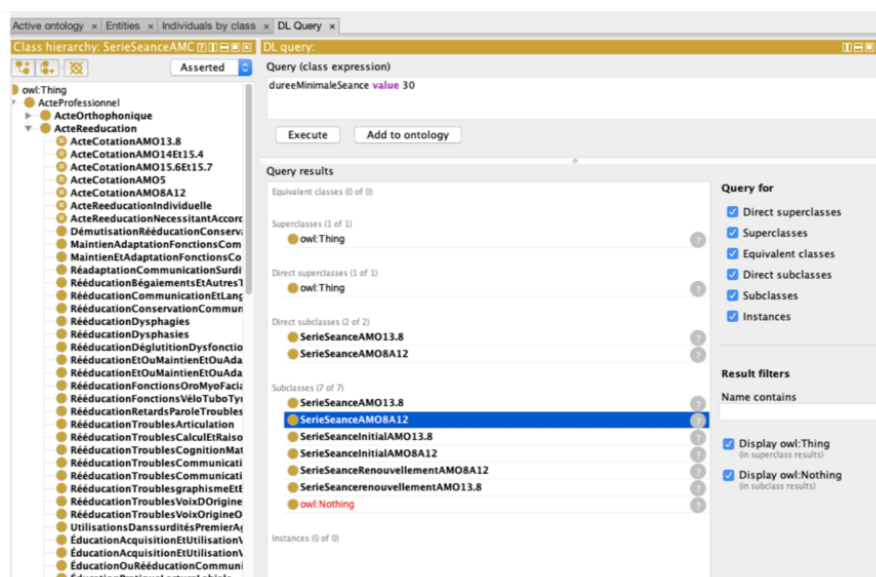 Active ontology × Entities × Individuals by class × DL Query ×
Class hierarchy: SerieSeanceAMC
Asserted
owl:Thing
ActeProfessionnel
ActeOrthophonique
ActeReeducation
ActeCotationAMO13.8
ActeCotationAMO14Et15.4
ActeCotationAMO15.6Et15.7
ActeCotationAMO5
ActeCotationAMO8A12
ActeReeducationIndividuelle
ActeReeducationNecessitantAccord
DémutisationRééducationConserva
MaintienAdaptationFonctionsCom
MaintienEtAdaptationFonctionsCo
RéadaptationCommunicationSurdi
RééducationBégaiementsEtAutresT
RééducationCommunicationEtLang
RééducationConservationCommun
RééducationDysphagies
RééducationDysphasies
RééducationDéglutitionDysfonctio
RééducationEtOuMaintienEtOuAda
RééducationEtOuMaintienEtOuAda
RééducationFonctionsOroMyoFacia
RééducationFonctionsVéloTuboTy
RééducationRetardsParoleTroubles
RééducationTroublesArticulation
RééducationTroublesCalculEtRaiso
RééducationTroublesCognitionMat
RééducationTroublesCommunicati
RééducationTroublesCommunicati
RééducationTroublesgraphismeEtE
RééducationTroublesVoixDOrigine
RééducationTroublesVoixOrigineO
UtilisationsDanssurditésPremierAg
ÉducationAcquisitionEtUtilisationV
ÉducationAcquisitionEtUtilisationV
ÉducationOuRééducationCommuni
DL query:
Query (class expression)
dureeMinimaleSeance value 30
Execute
Add to ontology
Query results
Equivalent classes (0 of 0)
Superclasses (1 of 1)
owl:Thing
Direct superclasses (1 of 1)
owl:Thing
Direct subclasses (2 of 2)
SerieSeanceAMO13.8
SerieSeanceAMO8A12
Subclasses (7 of 7)
SerieSeanceAMO13.8
SerieSeanceAMO8A12
SerieSeanceInitialAMO13.8
SerieSeanceInitialAMO8A12
SerieSeanceRenouvellementAMO8A12
SerieSeancerenouvellementAMO13.8
owl:Nothing
Instances (0 of 0)
Query for
Direct superclasses
Superclasses
Equivalent classes
Direct subclasses
Subclasses
Instances
Result filters
Name contains
Display owl:Thing
(in superclass results)
Display owl:Nothing
(in subclass results)